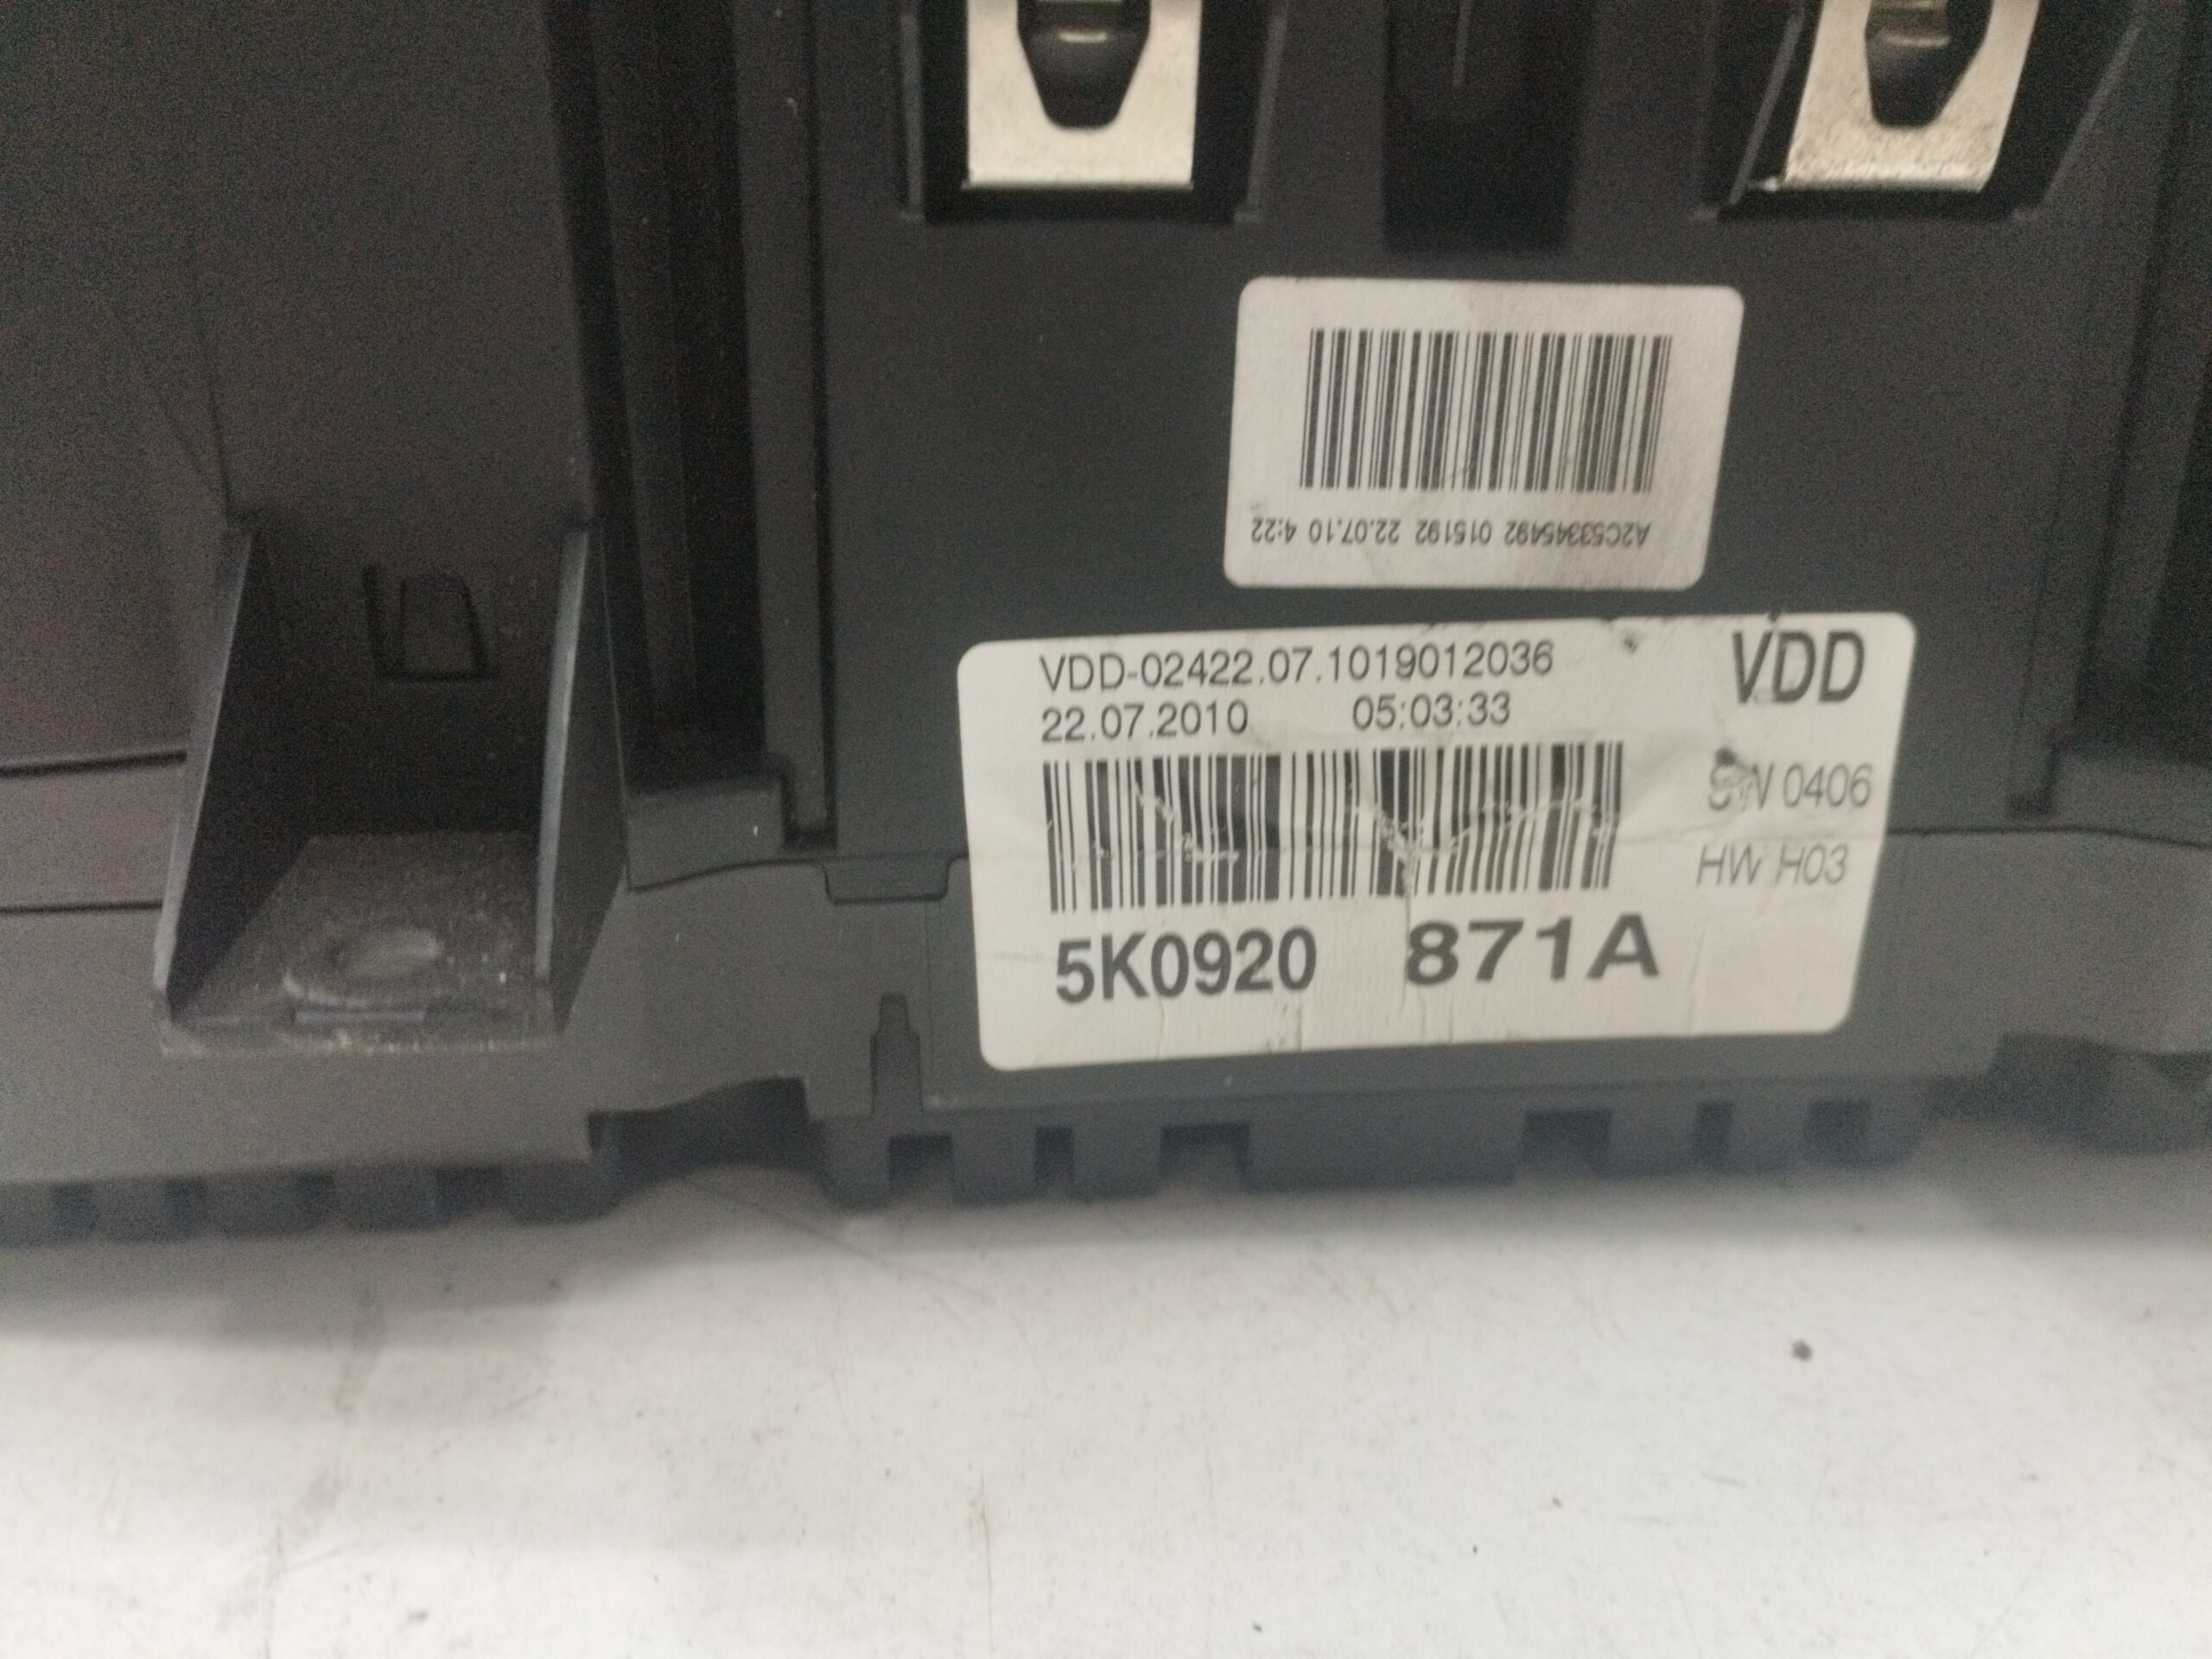 A2C53345492 015192 22.07.10 4:22
VDD-02422.07.1019012036
22.07.2010 05:03:33
VDD
SW 0406
HW H03
5K0920 871A